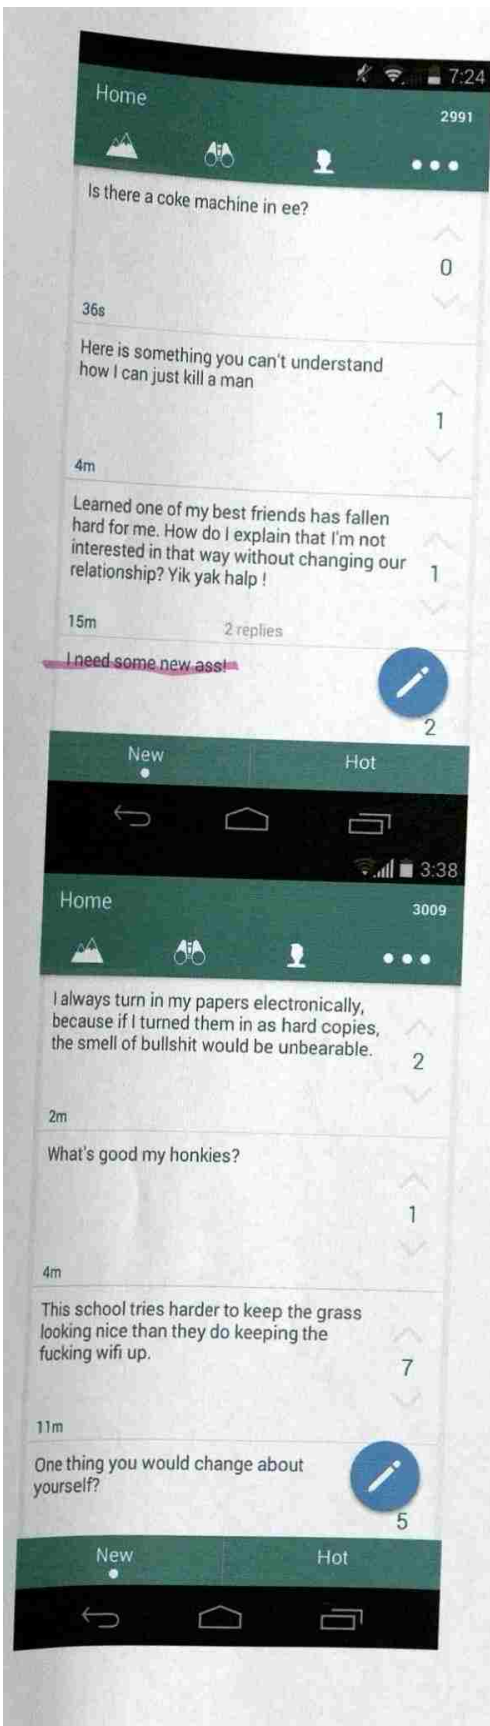 7:24
Home
2991
Is there a coke machine in ee?
0
36s
Here is something you can't understand
how I can just kill a man
1
4m
Learned one of my best friends has fallen
hard for me. How do I explain that I'm not
interested in that way without changing our
relationship? Yik yak halp !
1
15m
2 replies
I need some new ass!
2
New
Hot
3:38
Home
3009
I always turn in my papers electronically,
because if I turned them in as hard copies,
the smell of bullshit would be unbearable.
2
2m
What's good my honkies?
1
4m
This school tries harder to keep the grass
looking nice than they do keeping the
fucking wifi up.
7
11m
One thing you would change about
yourself?
5
New
Hot